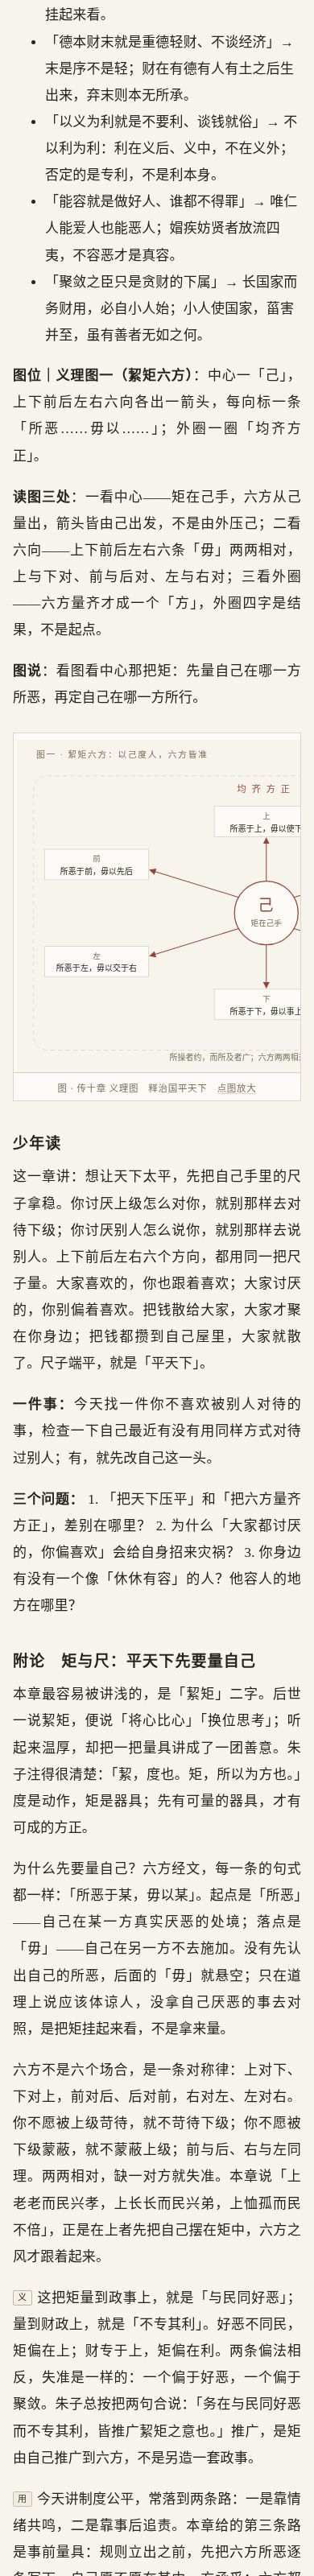 挂起来看。
• 「德本财末就是重德轻财、不谈经济」→
末是序不是轻；财在有德有人有土之后生
出来，弃末则本无所承。
• 「以义为利就是不要利、谈钱就俗」→ 不
以利为利：利在义后、义中，不在义外；
否定的是专利，不是利本身。
• 「能容就是做好人、谁都不得罪」→ 唯仁
人能爱人也能恶人；媢疾妨贤者放流四
夷，不容恶才是真容。
• 「聚敛之臣只是贪财的下属」→ 长国家而
务财用，必自小人始；小人使国家，菑害
并至，虽有善者无如之何。
图位｜义理图一（絜矩六方）：中心一「己」，
上下前后左右六向各出一箭头，每向标一条
「所恶……毋以……」；外圈一圈「均齐方
正」。
读图三处：一看中心——矩在己手，六方从己
量出，箭头皆由己出发，不是由外压己；二看
六向——上下前后左右六条「毋」两两相对，
上与下对、前与后对、左与右对；三看外圈
——六方量齐才成一个「方」，外圈四字是结
果，不是起点。
图说：看图看中心那把矩：先量自己在哪一方
所恶，再定自己在哪一方所行。
图一 · 絜矩六方：以己度人，六方皆准
均齐方正
上
所恶于上，毋以使下
前
所恶于前，毋以先后
己
矩在己手
左
所恶于左，毋以交于右
下
所恶于下，毋以事上
所操者约，而所及者广；六方两两相
图 · 传十章 义理图　释治国平天下　点图放大
少年读
这一章讲：想让天下太平，先把自己手里的尺
子拿稳。你讨厌上级怎么对你，就别那样去对
待下级；你讨厌别人怎么说你，就别那样去说
别人。上下前后左右六个方向，都用同一把尺
子量。大家喜欢的，你也跟着喜欢；大家讨厌
的，你别偏着喜欢。把钱散给大家，大家才聚
在你身边；把钱都攒到自己屋里，大家就散
了。尺子端平，就是「平天下」。
一件事：今天找一件你不喜欢被别人对待的
事，检查一下自己最近有没有用同样方式对待
过别人；有，就先改自己这一头。
三个问题： 1. 「把天下压平」和「把六方量齐
方正」，差别在哪里？ 2. 为什么「大家都讨厌
的，你偏喜欢」会给自身招来灾祸？ 3. 你身边
有没有一个像「休休有容」的人？他容人的地
方在哪里？
附论　矩与尺：平天下先要量自己
本章最容易被讲浅的，是「絜矩」二字。后世
一说絜矩，便说「将心比心」「换位思考」；听
起来温厚，却把一把量具讲成了一团善意。朱
子注得很清楚：「絜，度也。矩，所以为方也。」
度是动作，矩是器具；先有可量的器具，才有
可成的方正。
为什么先要量自己？六方经文，每一条的句式
都一样：「所恶于某，毋以某」。起点是「所恶」
——自己在某一方真实厌恶的处境；落点是
「毋」——自己在另一方不去施加。没有先认
出自己的所恶，后面的「毋」就悬空；只在道
理上说应该体谅人，没拿自己厌恶的事去对
照，是把矩挂起来看，不是拿来量。
六方不是六个场合，是一条对称律：上对下、
下对上，前对后、后对前，右对左、左对右。
你不愿被上级苛待，就不苛待下级；你不愿被
下级蒙蔽，就不蒙蔽上级；前与后、右与左同
理。两两相对，缺一对方就失准。本章说「上
老老而民兴孝，上长长而民兴弟，上恤孤而民
不倍」，正是在上者先把自己摆在矩中，六方之
风才跟着起来。
义 这把矩量到政事上，就是「与民同好恶」；
量到财政上，就是「不专其利」。好恶不同民，
矩偏在上；财专于上，矩偏在利。两条偏法相
反，失准是一样的：一个偏于好恶，一个偏于
聚敛。朱子总按把两句合说：「务在与民同好恶
而不专其利，皆推广絜矩之意也。」推广，是矩
由自己推广到六方，不是另造一套政事。
用 今天讲制度公平，常落到两条路：一是靠情
绪共鸣，二是靠事后追责。本章给的第三条路
是事前量具：规则立出之前，先把六方所恶逐